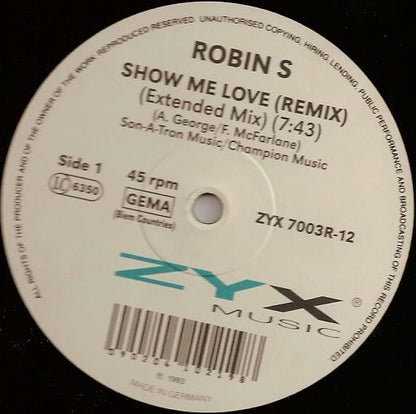 ALL RIGHTS OF THE PRODUCER AND OF THE OWNER OF THE WORK REPRODUCED RESERVED. UNAUTHORISED COPYING, HIRING, LENDING, PUBLIC PERFORMANCE AND BROADCASTING OF THIS RECORD PROHIBITED
ROBIN S
SHOW ME LOVE (REMIX)
(Extended Mix) (7:43)
(A. George/F. McFarlane)
Son-A-Tron Music/Champion Music
Side 1
45 rpm
LC 6350
GEMA
(Biem Countries)
ZYX 7003R-12
ZYX ®
MUSIC
090204 102198
℗ 1993
MADE IN GERMANY